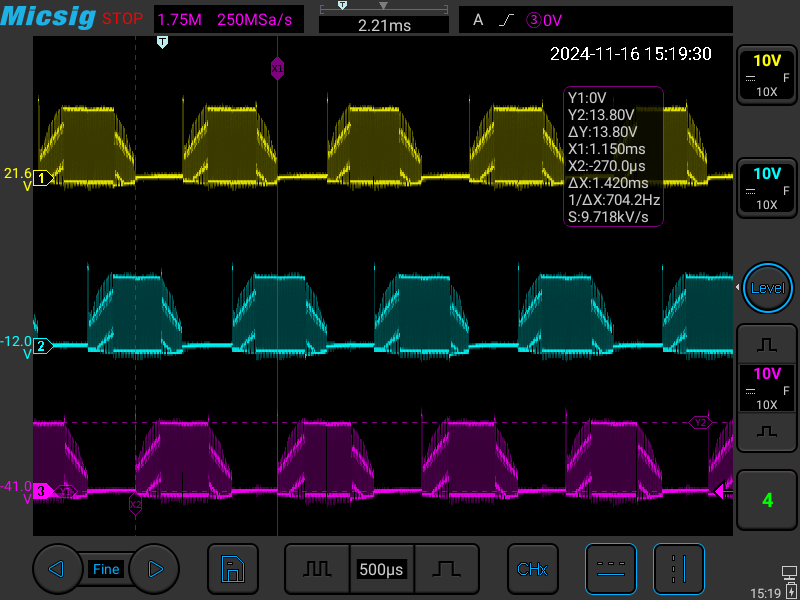 Micsig STOP 1.75M 250MSa/s T 2.21ms A ③0V
T
2024-11-16 15:19:30
X1
10V
F
10X
Y1:0V
Y2:13.80V
ΔY:13.80V
X1:1.150ms
X2:-270.0μs
ΔX:1.420ms
1/ΔX:704.2Hz
S:9.718kV/s
21.6
V
1
10V
F
10X
Level
-12.0
V
2
10V
F
10X
Y2
-41.0
V
3
Y1
X2
4
Fine
500μs
CHx
15:19